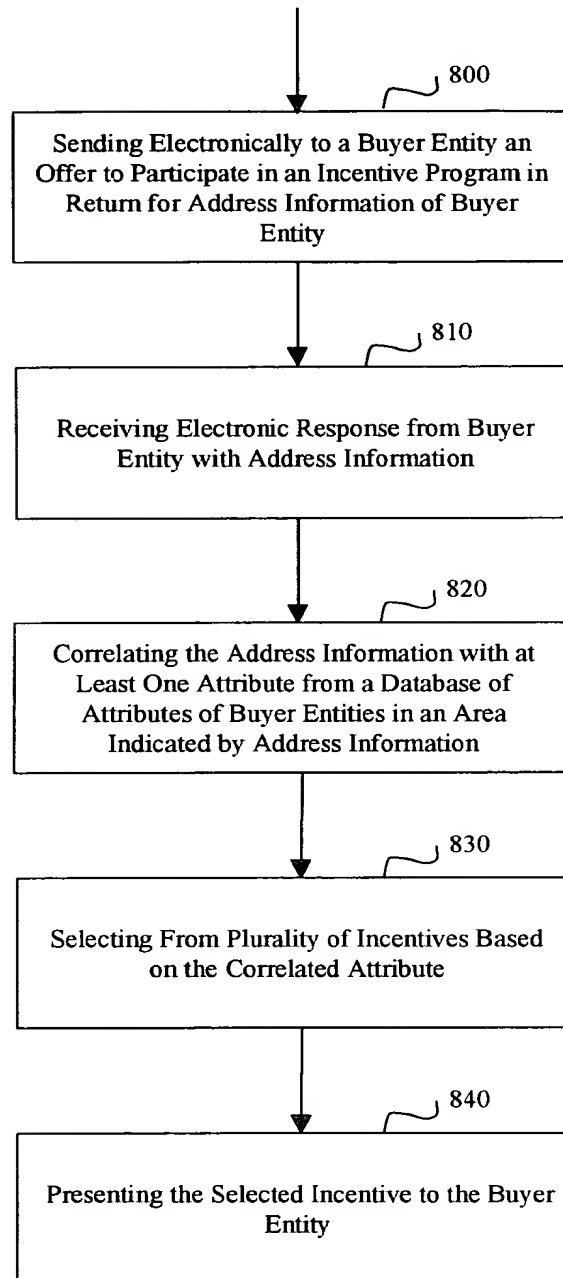 800
Sending Electronically to a Buyer Entity an
Offer to Participate in an Incentive Program in
Return for Address Information of Buyer
Entity
810
Receiving Electronic Response from Buyer
Entity with Address Information
820
Correlating the Address Information with at
Least One Attribute from a Database of
Attributes of Buyer Entities in an Area
Indicated by Address Information
830
Selecting From Plurality of Incentives Based
on the Correlated Attribute
840
Presenting the Selected Incentive to the Buyer
Entity